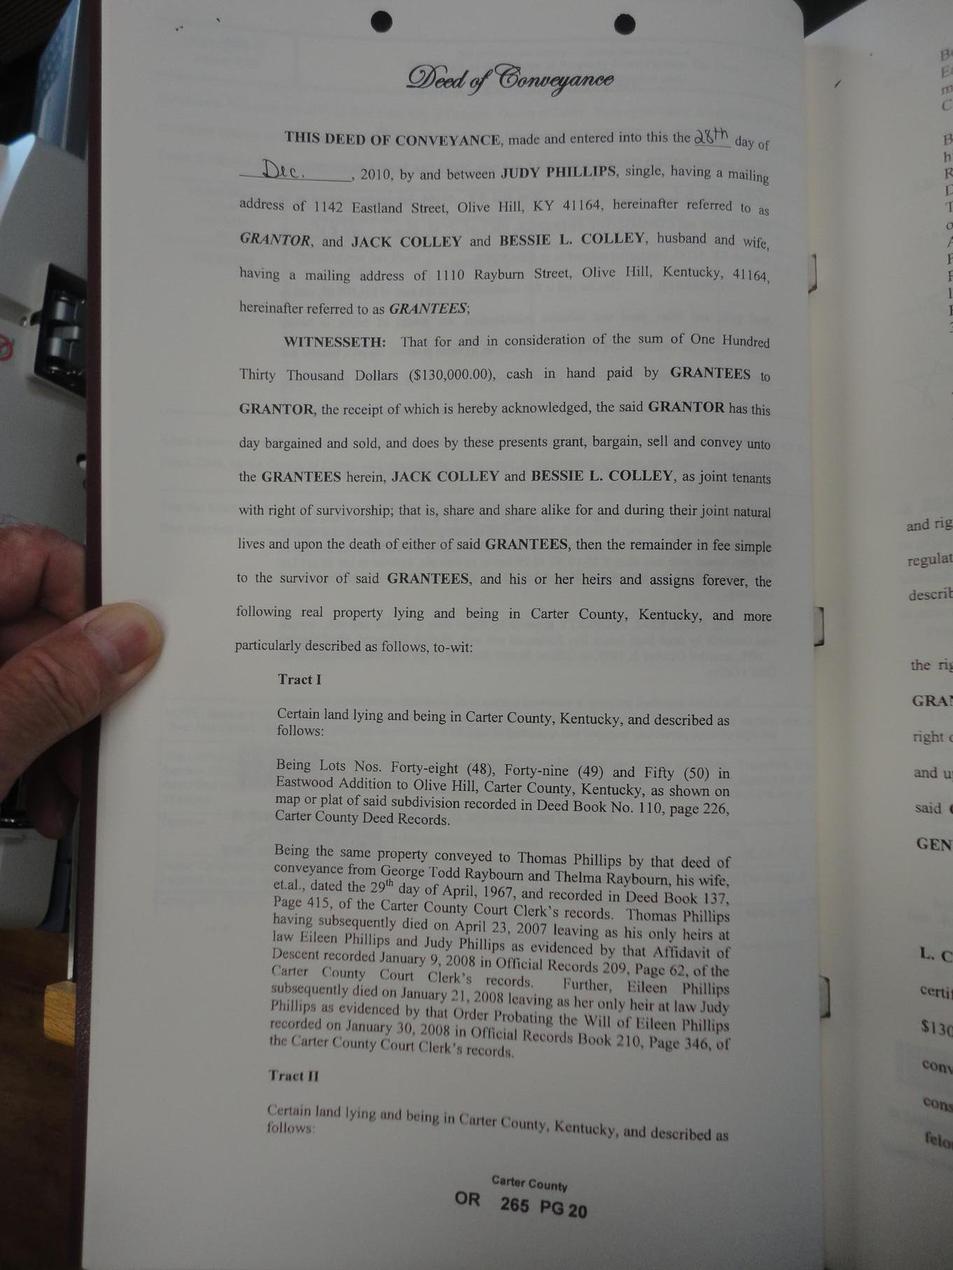 Deed of Conveyance
THIS DEED OF CONVEYANCE, made and entered into this the 28th day of
Dec. , 2010, by and between JUDY PHILLIPS, single, having a mailing
address of 1142 Eastland Street, Olive Hill, KY 41164, hereinafter referred to as
GRANTOR, and JACK COLLEY and BESSIE L. COLLEY, husband and wife,
having a mailing address of 1110 Rayburn Street, Olive Hill, Kentucky, 41164,
hereinafter referred to as GRANTEES;
WITNESSETH: That for and in consideration of the sum of One Hundred
Thirty Thousand Dollars ($130,000.00), cash in hand paid by GRANTEES to
GRANTOR, the receipt of which is hereby acknowledged, the said GRANTOR has this
day bargained and sold, and does by these presents grant, bargain, sell and convey unto
the GRANTEES herein, JACK COLLEY and BESSIE L. COLLEY, as joint tenants
with right of survivorship; that is, share and share alike for and during their joint natural
lives and upon the death of either of said GRANTEES, then the remainder in fee simple
to the survivor of said GRANTEES, and his or her heirs and assigns forever, the
following real property lying and being in Carter County, Kentucky, and more
particularly described as follows, to-wit:
Tract I
Certain land lying and being in Carter County, Kentucky, and described as
follows:
Being Lots Nos. Forty-eight (48), Forty-nine (49) and Fifty (50) in
Eastwood Addition to Olive Hill, Carter County, Kentucky, as shown on
map or plat of said subdivision recorded in Deed Book No. 110, page 226,
Carter County Deed Records.
Being the same property conveyed to Thomas Phillips by that deed of
conveyance from George Todd Raybourn and Thelma Raybourn, his wife,
et.al., dated the 29th day of April, 1967, and recorded in Deed Book 137,
Page 415, of the Carter County Court Clerk's records. Thomas Phillips
having subsequently died on April 23, 2007 leaving as his only heirs at
law Eileen Phillips and Judy Phillips as evidenced by that Affidavit of
Descent recorded January 9, 2008 in Official Records 209, Page 62, of the
Carter County Court Clerk's records. Further, Eileen Phillips
subsequently died on January 21, 2008 leaving as her only heir at law Judy
Phillips as evidenced by that Order Probating the Will of Eileen Phillips
recorded on January 30, 2008 in Official Records Book 210, Page 346, of
the Carter County Court Clerk's records.
Tract II
Certain land lying and being in Carter County, Kentucky, and described as
follows:
Carter County
OR 265 PG 20
and rig
regulat
describ
the rig
GRA
right o
and u
said
GEN
L. C
certi
$130
conv
cons
felo